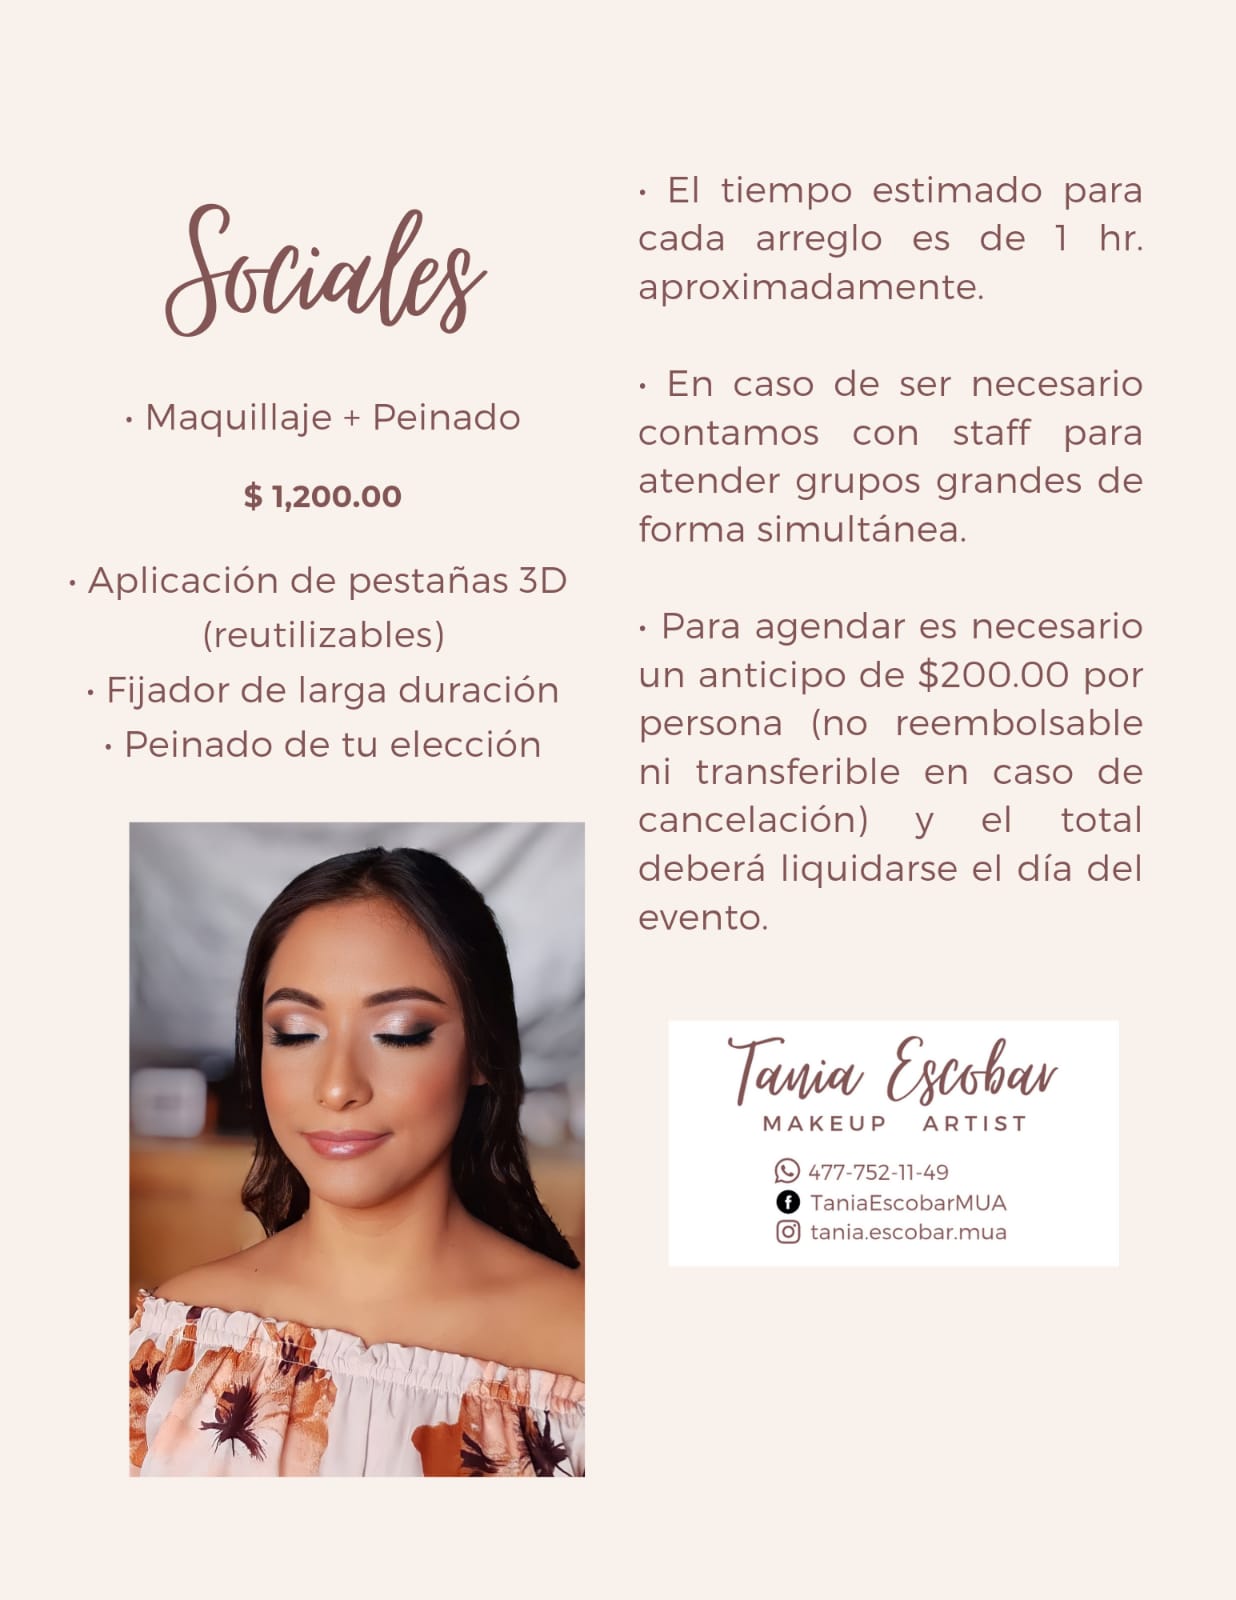 Sociales
• Maquillaje + Peinado
$ 1,200.00
• Aplicación de pestañas 3D
(reutilizables)
• Fijador de larga duración
• Peinado de tu elección
• El tiempo estimado para
cada arreglo es de 1 hr.
aproximadamente.
• En caso de ser necesario
contamos con staff para
atender grupos grandes de
forma simultánea.
• Para agendar es necesario
un anticipo de $200.00 por
persona (no reembolsable
ni transferible en caso de
cancelación) y el total
deberá liquidarse el día del
evento.
Tania Escobar
MAKEUP ARTIST
477-752-11-49
TaniaEscobarMUA
tania.escobar.mua